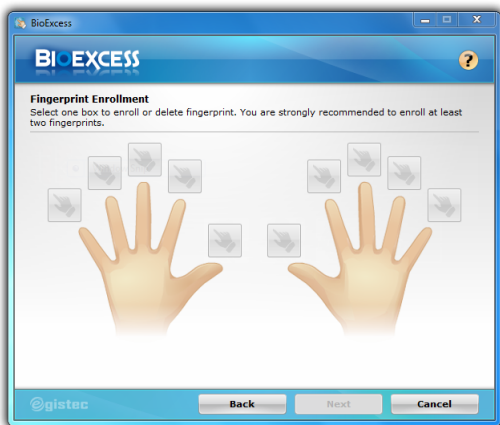 BioExcess
BIOEXCESS
?
Fingerprint Enrollment
Select one box to enroll or delete fingerprint. You are strongly recommended to enroll at least
two fingerprints.
Egistec
Back
Next
Cancel